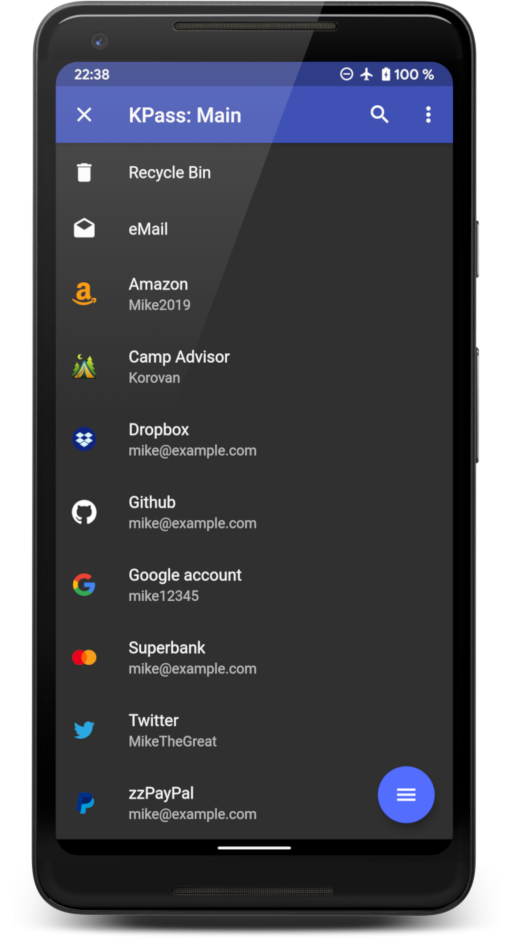 22:38
100 %
KPass: Main
Recycle Bin
eMail
Amazon
Mike2019
Camp Advisor
Korovan
Dropbox
mike@example.com
Github
mike@example.com
Google account
mike12345
Superbank
mike@example.com
Twitter
MikeTheGreat
zzPayPal
mike@example.com